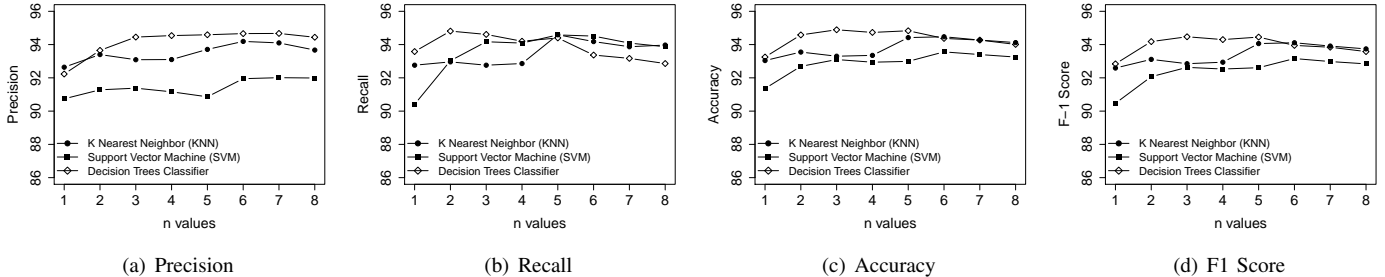 Precision
86 88 90 92 94 96
K Nearest Neighbor (KNN)
Support Vector Machine (SVM)
Decision Trees Classifier
1 2 3 4 5 6 7 8
n values
(a) Precision
Recall
86 88 90 92 94 96
K Nearest Neighbor (KNN)
Support Vector Machine (SVM)
Decision Trees Classifier
1 2 3 4 5 6 7 8
n values
(b) Recall
Accuracy
86 88 90 92 94 96
K Nearest Neighbor (KNN)
Support Vector Machine (SVM)
Decision Trees Classifier
1 2 3 4 5 6 7 8
n values
(c) Accuracy
F−1 Score
86 88 90 92 94 96
K Nearest Neighbor (KNN)
Support Vector Machine (SVM)
Decision Trees Classifier
1 2 3 4 5 6 7 8
n values
(d) F1 Score